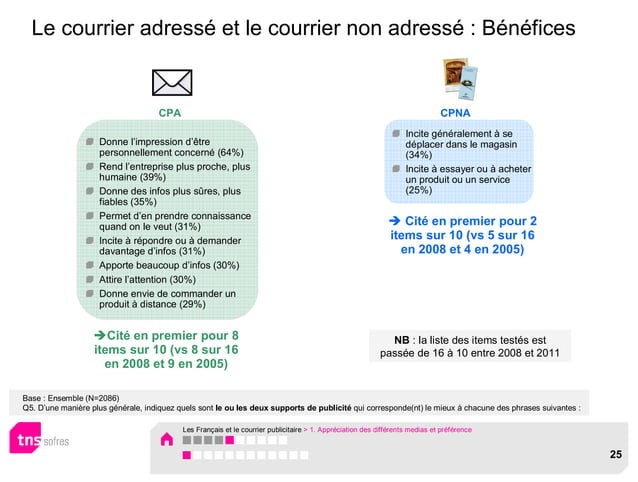 Le courrier adressé et le courrier non adressé : Bénéfices
CPA
Donne l'impression d'être
personnellement concerné (64%)
Rend l'entreprise plus proche, plus
humaine (39%)
Donne des infos plus sûres, plus
fiables (35%)
Permet d'en prendre connaissance
quand on le veut (31%)
Incite à répondre ou à demander
davantage d'infos (31%)
Apporte beaucoup d'infos (30%)
Attire l'attention (30%)
Donne envie de commander un
produit à distance (29%)
➔Cité en premier pour 8
items sur 10 (vs 8 sur 16
en 2008 et 9 en 2005)
CPNA
Incite généralement à se
déplacer dans le magasin
(34%)
Incite à essayer ou à acheter
un produit ou un service
(25%)
➔ Cité en premier pour 2
items sur 10 (vs 5 sur 16
en 2008 et 4 en 2005)
NB : la liste des items testés est
passée de 16 à 10 entre 2008 et 2011
Base : Ensemble (N=2086)
Q5. D'une manière plus générale, indiquez quels sont le ou les deux supports de publicité qui corresponde(nt) le mieux à chacune des phrases suivantes :
tns sofres
Les Français et le courrier publicitaire > 1. Appréciation des différents medias et préférence
25